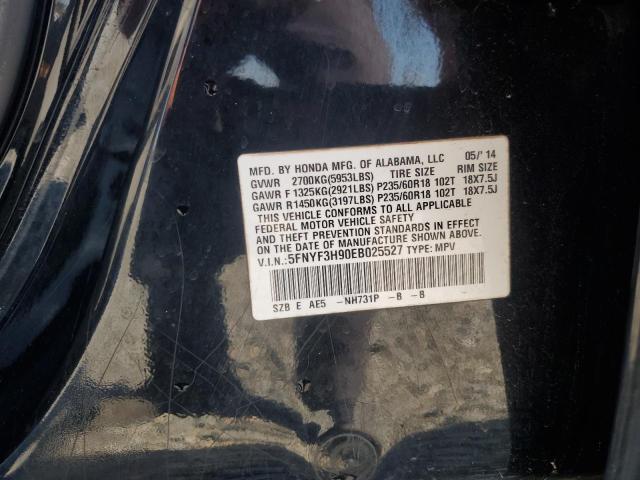 MFD. BY HONDA MFG. OF ALABAMA, LLC 05/'14
GVWR 2700KG(5953LBS) TIRE SIZE RIM SIZE
GAWR F 1325KG(2921LBS) P235/60R18 102T 18X7.5J
GAWR R1450KG(3197LBS) P235/60R18 102T 18X7.5J
THIS VEHICLE CONFORMS TO ALL APPLICABLE
FEDERAL MOTOR VEHICLE SAFETY
AND THEFT PREVENTION STANDARDS IN EFFECT
ON THE DATE OF MANUFACTURE SHOWN ABOVE.
V.I.N.:5FNYF3H90EB025527 TYPE: MPV
SZB E AE5 -NH731P -B -B